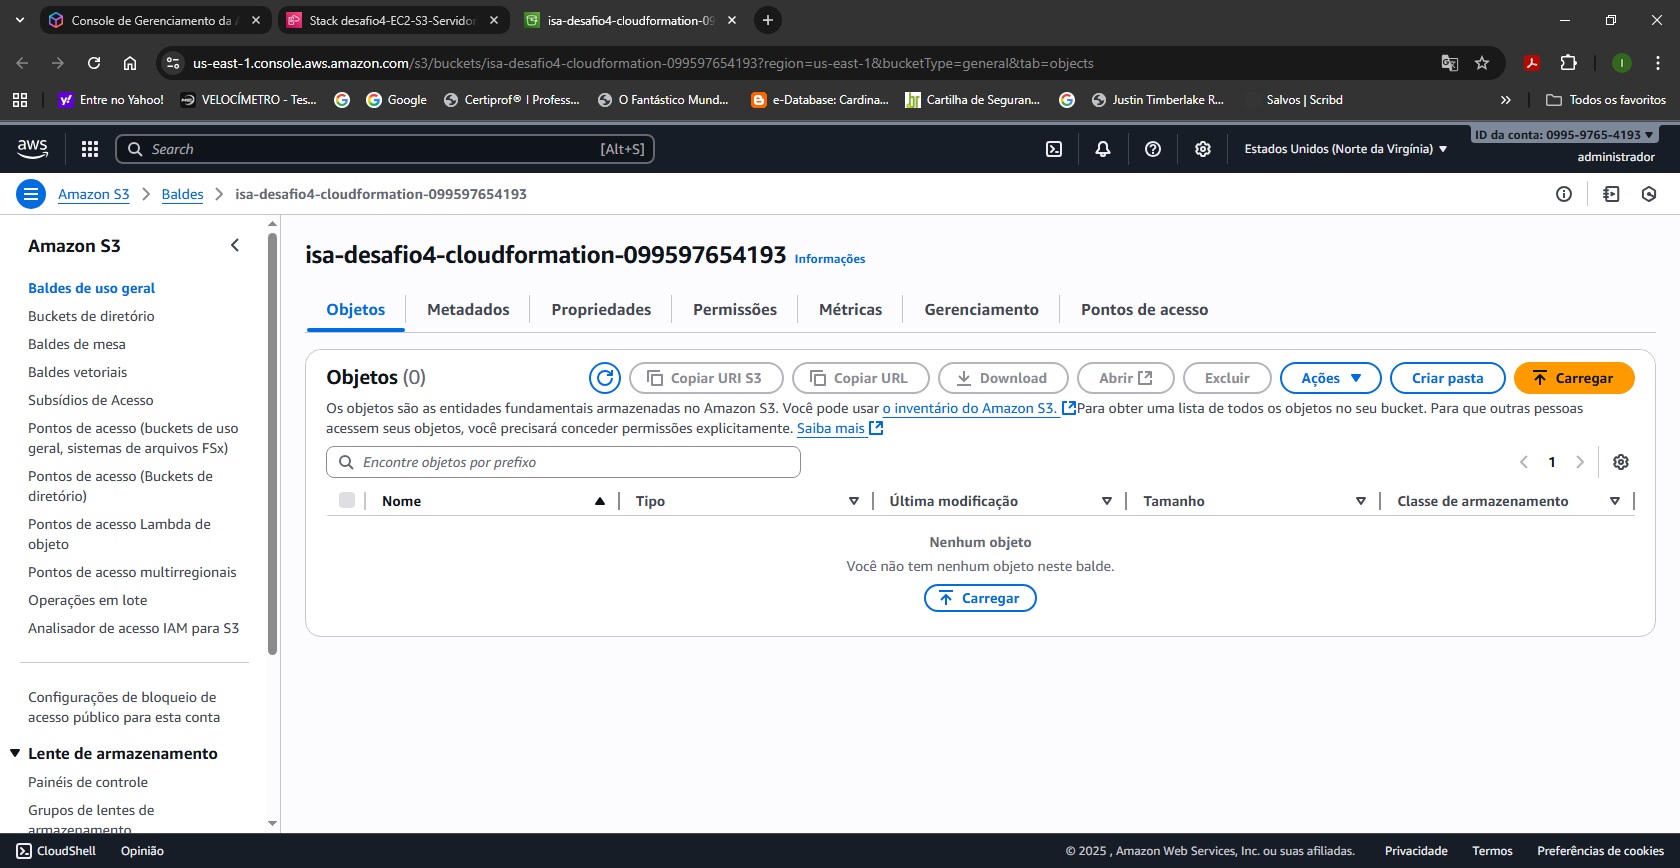 Console de Gerenciamento da A
Stack desafio4-EC2-S3-Servidor
isa-desafio4-cloudformation-09
us-east-1.console.aws.amazon.com/s3/buckets/isa-desafio4-cloudformation-099597654193?region=us-east-1&bucketType=general&tab=objects
Entre no Yahoo!
VELOCÍMETRO - Tes...
Google
Certiprof® | Profess...
O Fantástico Mund...
e-Database: Cardina...
Cartilha de Seguran...
Justin Timberlake R...
Salvos | Scribd
Todos os favoritos
aws
Search
[Alt+S]
Estados Unidos (Norte da Virgínia)
ID da conta: 0995-9765-4193
administrador
Amazon S3
Baldes
isa-desafio4-cloudformation-099597654193
Amazon S3
Baldes de uso geral
Buckets de diretório
Baldes de mesa
Baldes vetoriais
Subsídios de Acesso
Pontos de acesso (buckets de uso
geral, sistemas de arquivos FSx)
Pontos de acesso (Buckets de
diretório)
Pontos de acesso Lambda de
objeto
Pontos de acesso multirregionais
Operações em lote
Analisador de acesso IAM para S3
Configurações de bloqueio de
acesso público para esta conta
Lente de armazenamento
Painéis de controle
Grupos de lentes de
armazenamento
isa-desafio4-cloudformation-099597654193 Informações
Objetos
Metadados
Propriedades
Permissões
Métricas
Gerenciamento
Pontos de acesso
Objetos (0)
Copiar URI S3
Copiar URL
Download
Abrir
Excluir
Ações
Criar pasta
Carregar
Os objetos são as entidades fundamentais armazenadas no Amazon S3. Você pode usar o inventário do Amazon S3. Para obter uma lista de todos os objetos no seu bucket. Para que outras pessoas
acessem seus objetos, você precisará conceder permissões explicitamente. Saiba mais
Encontre objetos por prefixo
1
Nome
Tipo
Última modificação
Tamanho
Classe de armazenamento
Nenhum objeto
Você não tem nenhum objeto neste balde.
Carregar
CloudShell
Opinião
© 2025 , Amazon Web Services, Inc. ou suas afiliadas.
Privacidade
Termos
Preferências de cookies